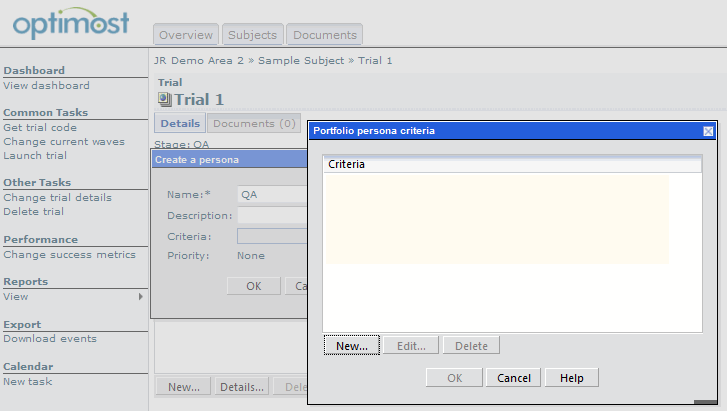 optimost
Overview
Subjects
Documents
JR Demo Area 2 » Sample Subject » Trial 1
Dashboard
View dashboard
Common Tasks
Get trial code
Change current waves
Launch trial
Other Tasks
Change trial details
Delete trial
Performance
Change success metrics
Reports
View
Export
Download events
Calendar
New task
Trial
Trial 1
Details
Documents (0)
Stage: QA
Create a persona
Name:* QA
Description:
Criteria:
Priority: None
OK
Ca
New...
Details...
Dele
Portfolio persona criteria
Criteria
New...
Edit...
Delete
OK
Cancel
Help